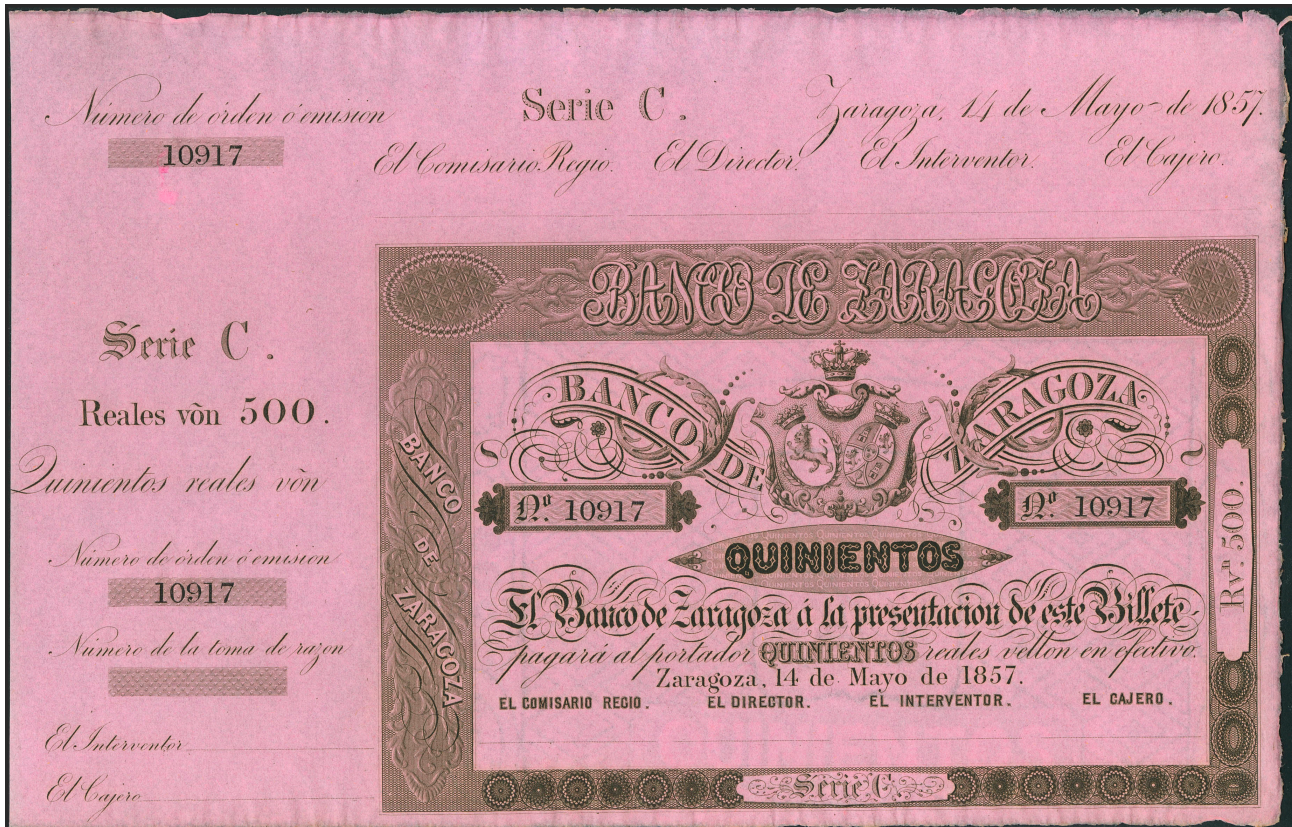 Número de órden ó emision
10917
Serie C.
Zaragoza, 14 de Mayo de 1857.
El Comisario Regio. El Director. El Interventor. El Cajero.
Serie C.
Reales vòn 500.
Quinientos reales vòn
Número de órden ó emision
10917
Número de la toma de razon
El Interventor
El Cajero
BANCO DE ZARAGOZA
BANCO DE ZARAGOZA
BANCO DE ZARAGOZA
Nº 10917
Nº 10917
QUINIENTOS
El Banco de Zaragoza á la presentacion de este Billete
pagará al portador QUINIENTOS reales vellon en efectivo.
Zaragoza, 14 de Mayo de 1857.
EL COMISARIO REGIO. EL DIRECTOR. EL INTERVENTOR. EL CAJERO.
Rvⁿ 500.
Serie C.